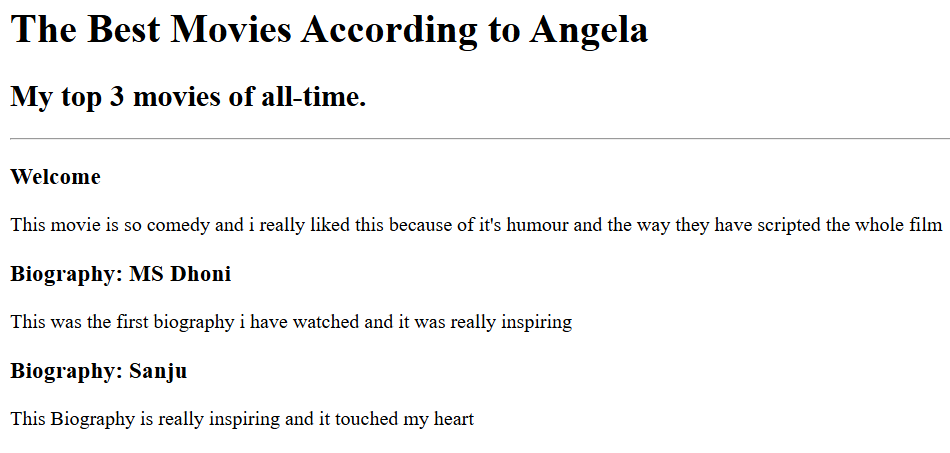 The Best Movies According to Angela
My top 3 movies of all-time.
Welcome
This movie is so comedy and i really liked this because of it's humour and the way they have scripted the whole film
Biography: MS Dhoni
This was the first biography i have watched and it was really inspiring
Biography: Sanju
This Biography is really inspiring and it touched my heart